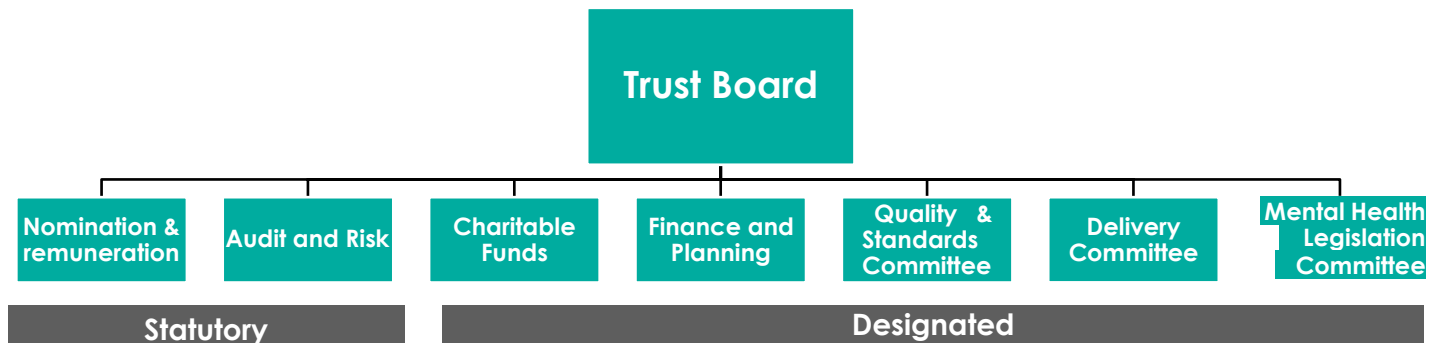 Trust Board
Nomination &
remuneration
Audit and Risk
Charitable
Funds
Finance and
Planning
Quality &
Standards
Committee
Delivery
Committee
Mental Health
Legislation
Committee
Statutory
Designated